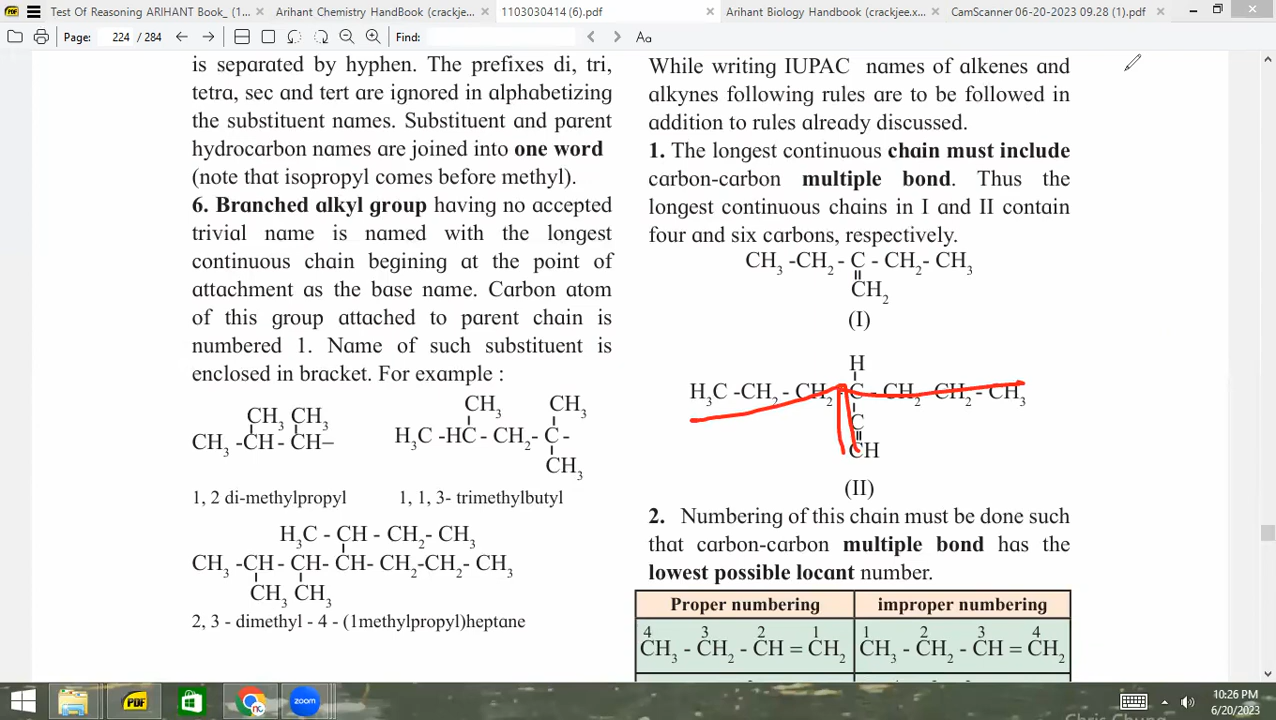 Test Of Reasoning ARIHANT Book_ (1...
Arihant Chemistry HandBook (crackjee...
1103030414 (6).pdf
Arihant Biology Handbook (crackjee.x...
CamScanner 06-20-2023 09.28 (1).pdf
Page: 224 / 284
Find:
Aa
is separated by hyphen. The prefixes di, tri,
tetra, sec and tert are ignored in alphabetizing
the substituent names. Substituent and parent
hydrocarbon names are joined into one word
(note that isopropyl comes before methyl).
6. Branched alkyl group having no accepted
trivial name is named with the longest
continuous chain begining at the point of
attachment as the base name. Carbon atom
of this group attached to parent chain is
numbered 1. Name of such substituent is
enclosed in bracket. For example :
CH3 CH3
CH3 -CH - CH−
1, 2 di-methylpropyl
CH3 CH3
H3C -HC - CH2- C -
CH3
1, 1, 3- trimethylbutyl
H3C - CH - CH2- CH3
CH3 -CH - CH- CH- CH2-CH2- CH3
CH3 CH3
2, 3 - dimethyl - 4 - (1methylpropyl)heptane
While writing IUPAC names of alkenes and
alkynes following rules are to be followed in
addition to rules already discussed.
1. The longest continuous chain must include
carbon-carbon multiple bond. Thus the
longest continuous chains in I and II contain
four and six carbons, respectively.
CH3 -CH2 - C - CH2- CH3
CH2
(I)
H
H3C -CH2 - CH2 - C - CH2 - CH2 - CH3
C
CH
(II)
2. Numbering of this chain must be done such
that carbon-carbon multiple bond has the
lowest possible locant number.
Proper numbering
improper numbering
4 3 2 1
CH3 - CH2 - CH = CH2
1 2 3 4
CH3 - CH2 - CH = CH2
PDF
zoom
10:26 PM
6/20/2023